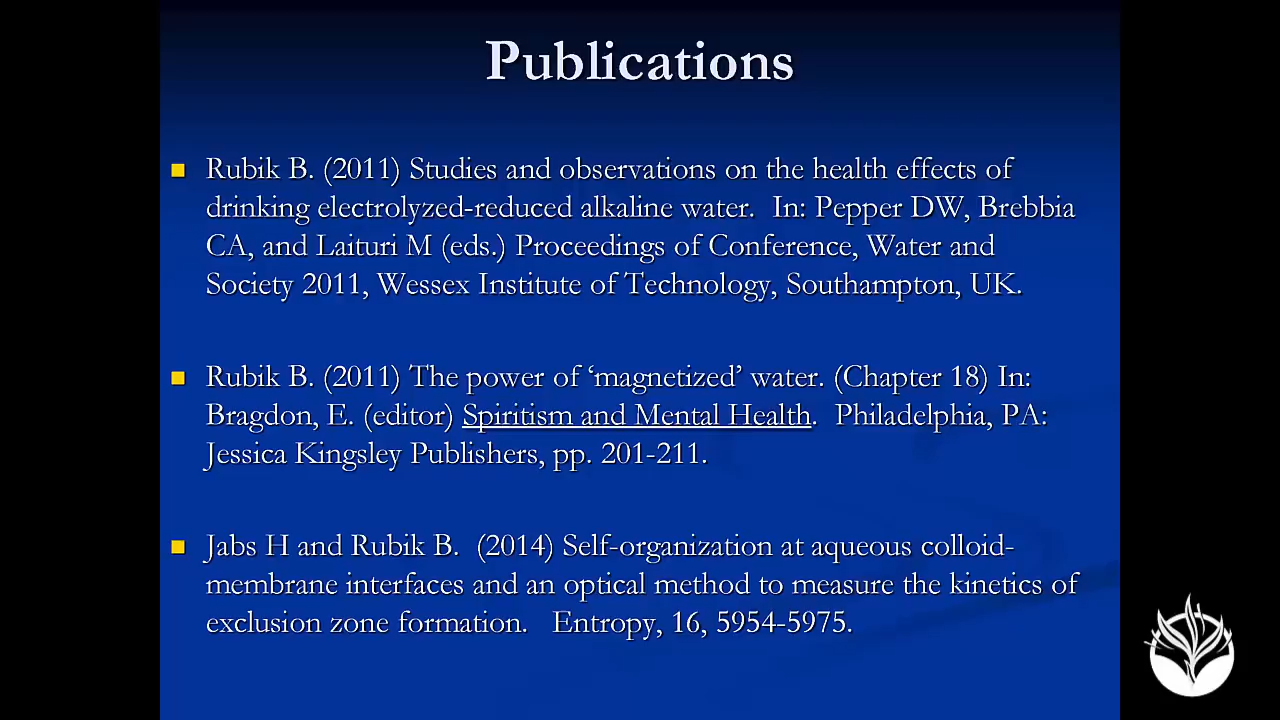 Publications
Rubik B. (2011) Studies and observations on the health effects of
drinking electrolyzed-reduced alkaline water.  In: Pepper DW, Brebbia
CA, and Laituri M (eds.) Proceedings of Conference, Water and
Society 2011, Wessex Institute of Technology, Southampton, UK.
Rubik B. (2011) The power of ‘magnetized’ water. (Chapter 18) In:
Bragdon, E. (editor) Spiritism and Mental Health.  Philadelphia, PA:
Jessica Kingsley Publishers, pp. 201-211.
Jabs H and Rubik B.  (2014) Self-organization at aqueous colloid-
membrane interfaces and an optical method to measure the kinetics of
exclusion zone formation.   Entropy, 16, 5954-5975.